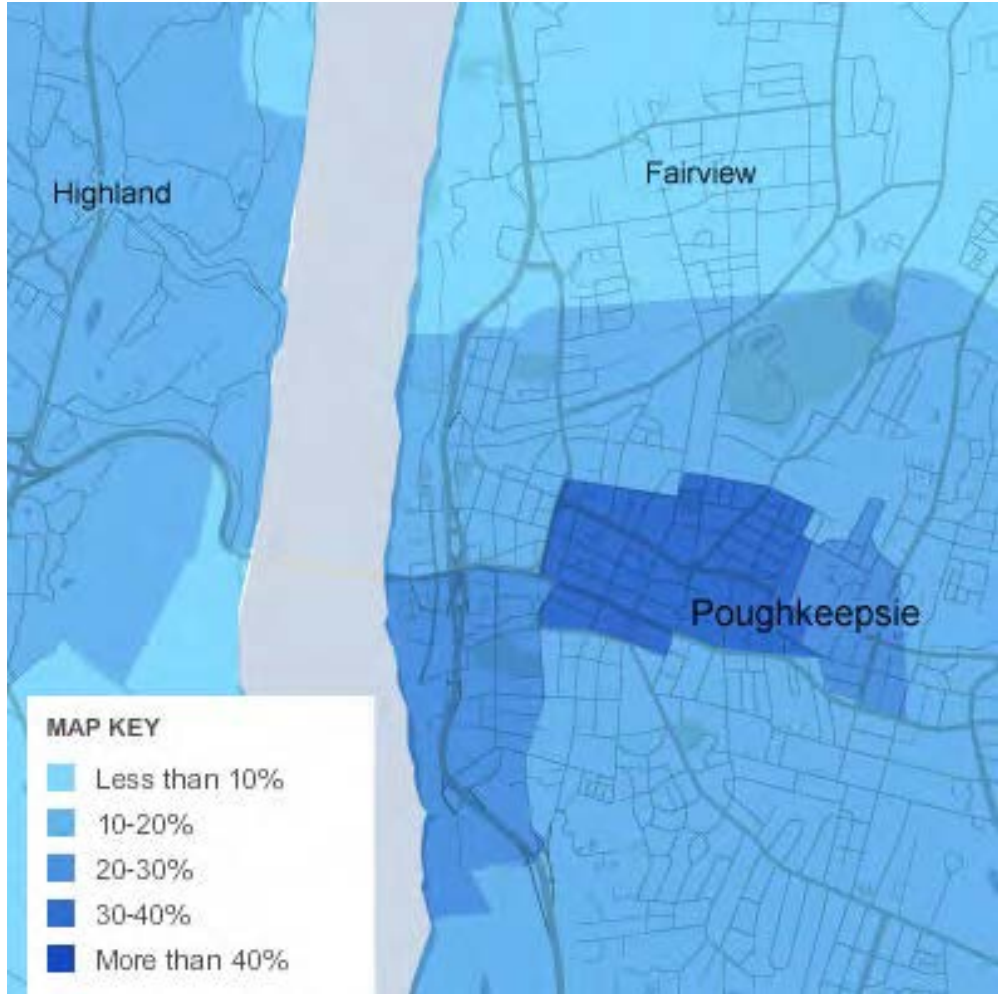 Fairview
Highland
Poughkeepsie
MAP KEY
Less than 10%
10-20%
20-30%
30-40%
More than 40%